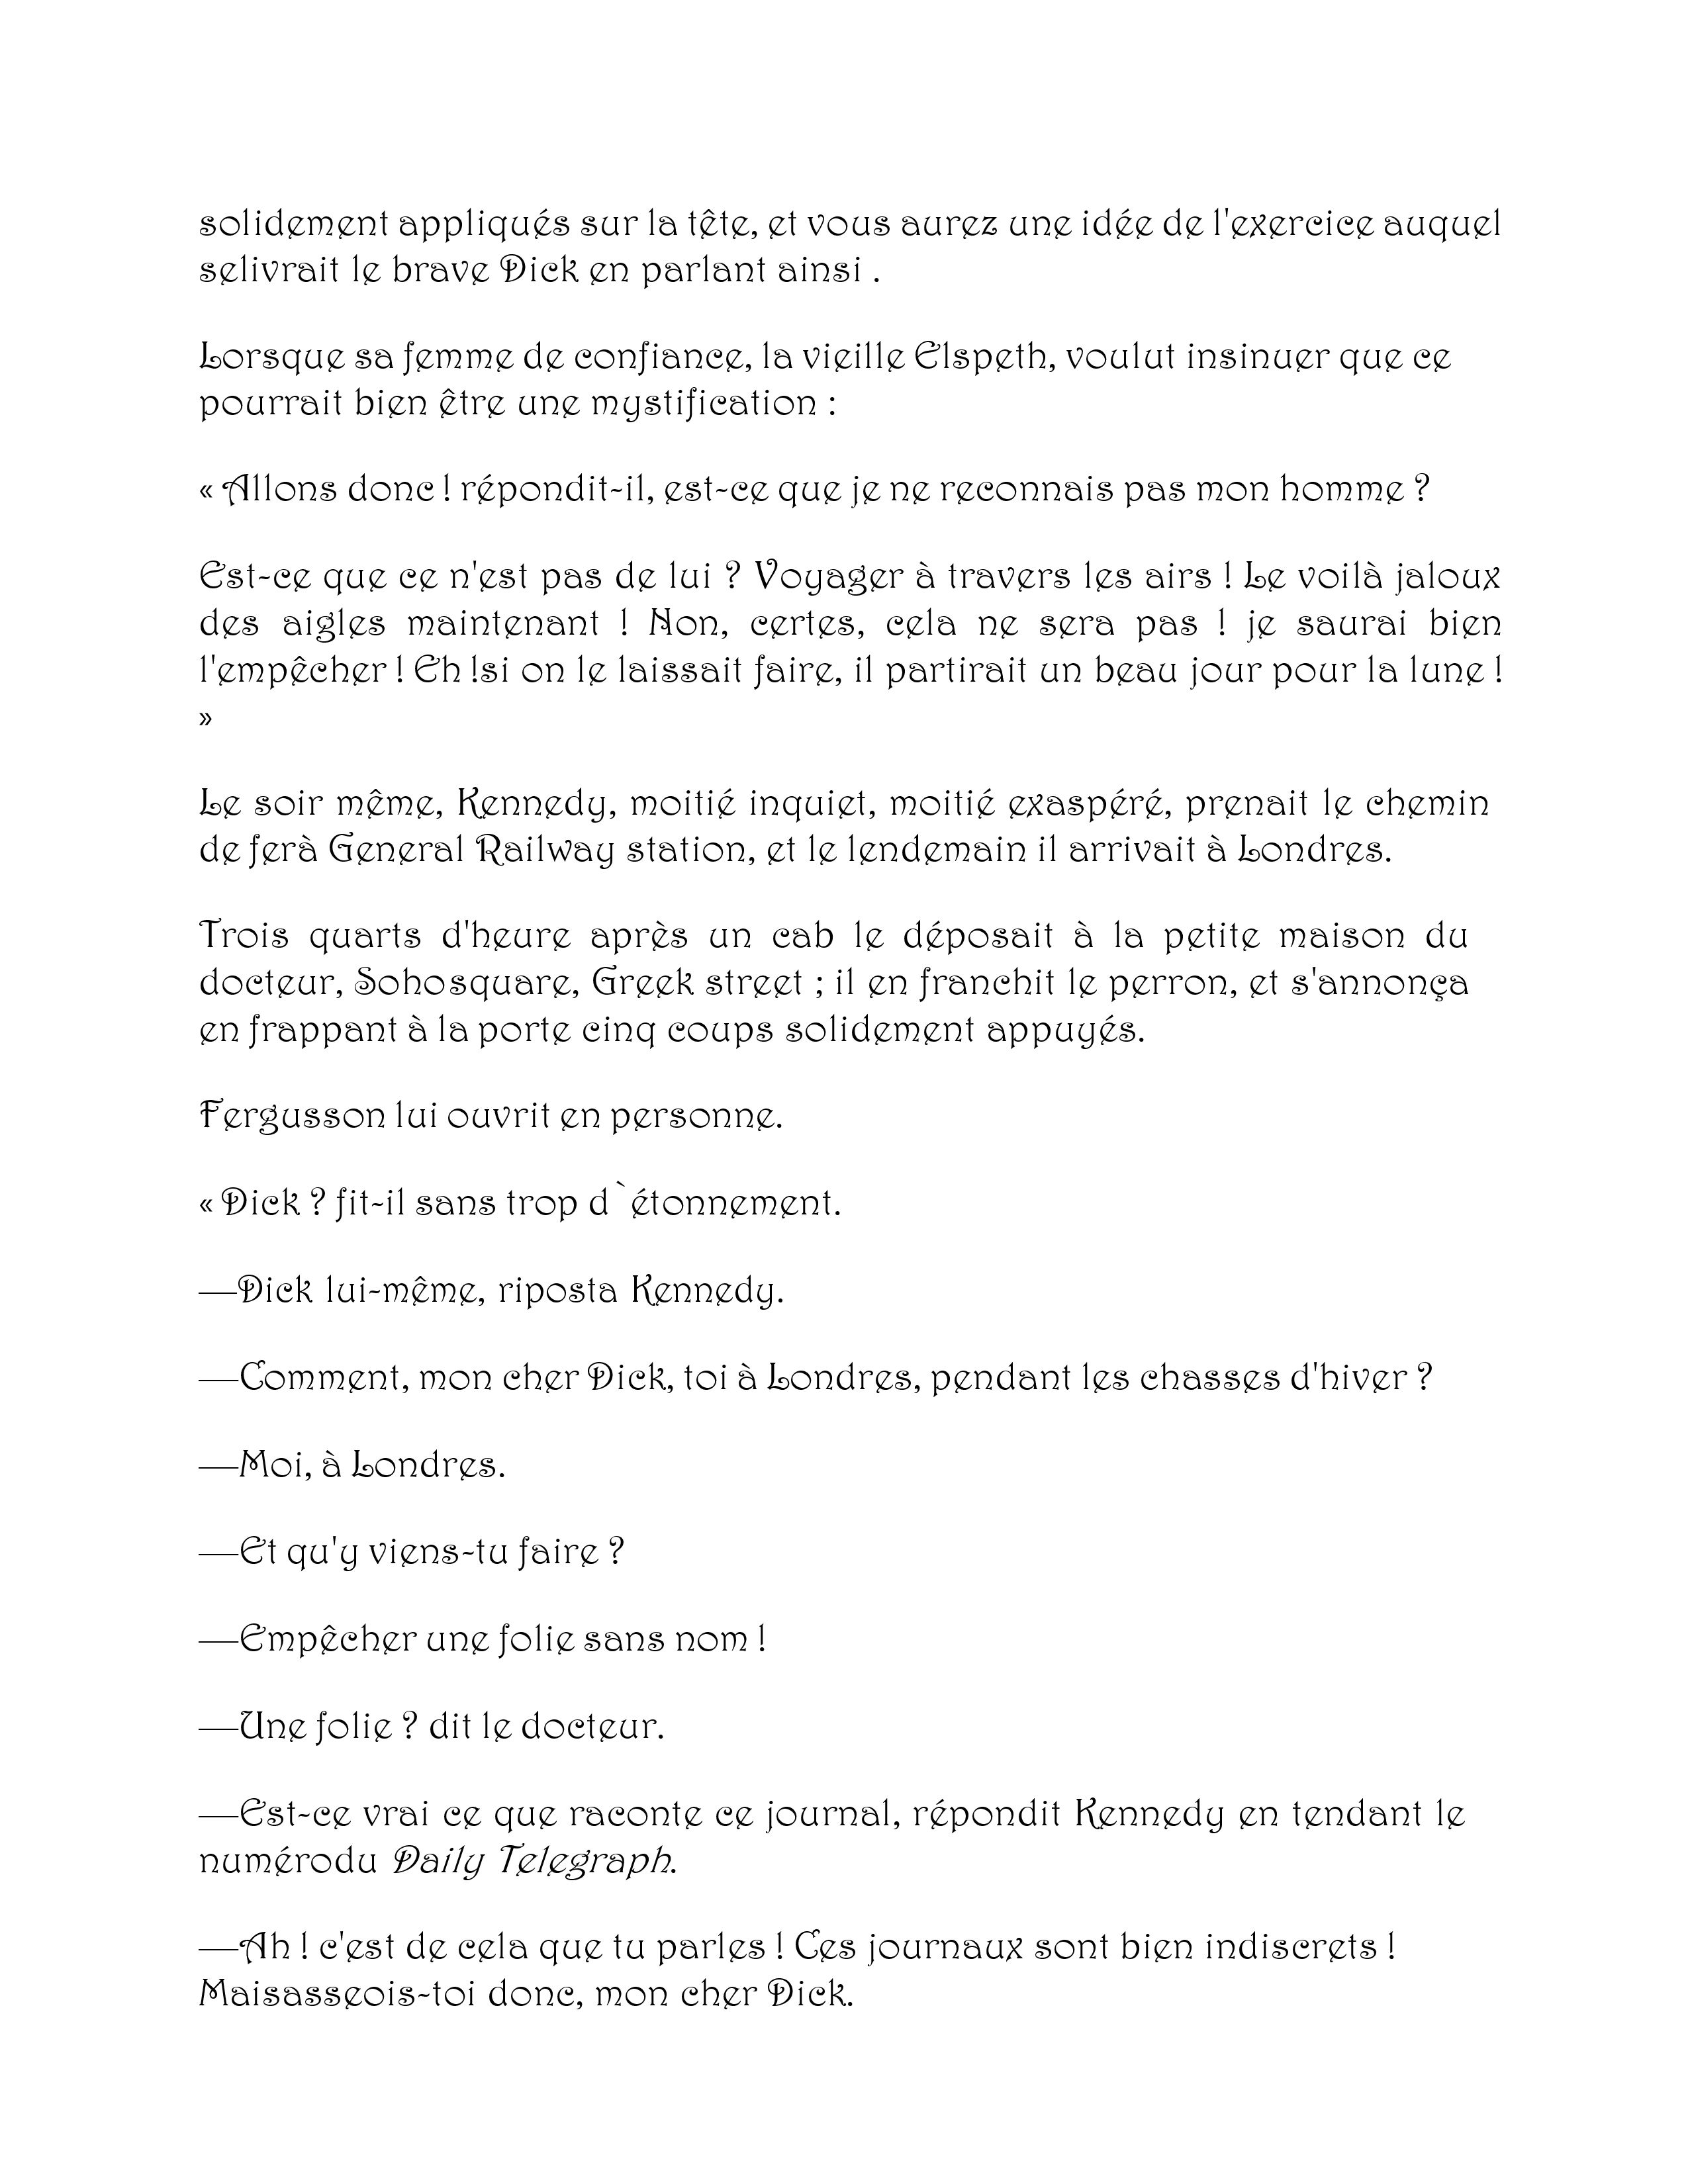 solidement appliqués sur la tête, et vous aurez une idée de l'exercice auquel
selivrait le brave Dick en parlant ainsi .
Lorsque sa femme de confiance, la vieille Elspeth, voulut insinuer que ce
pourrait bien être une mystification :
« Allons donc ! répondit-il, est-ce que je ne reconnais pas mon homme ?
Est-ce que ce n'est pas de lui ? Voyager à travers les airs ! Le voilà jaloux
des aigles maintenant ! Non, certes, cela ne sera pas ! je saurai bien
l'empêcher ! Eh !si on le laissait faire, il partirait un beau jour pour la lune !
»
Le soir même, Kennedy, moitié inquiet, moitié exaspéré, prenait le chemin
de ferà General Railway station, et le lendemain il arrivait à Londres.
Trois quarts d'heure après un cab le déposait à la petite maison du
docteur, Sohosquare, Greek street ; il en franchit le perron, et s'annonça
en frappant à la porte cinq coups solidement appuyés.
Fergusson lui ouvrit en personne.
« Dick ? fit-il sans trop d`étonnement.
—Dick lui-même, riposta Kennedy.
—Comment, mon cher Dick, toi à Londres, pendant les chasses d'hiver ?
—Moi, à Londres.
—Et qu'y viens-tu faire ?
—Empêcher une folie sans nom !
—Une folie ? dit le docteur.
—Est-ce vrai ce que raconte ce journal, répondit Kennedy en tendant le
numérodu Daily Telegraph.
—Ah ! c'est de cela que tu parles ! Ces journaux sont bien indiscrets !
Maisasseois-toi donc, mon cher Dick.